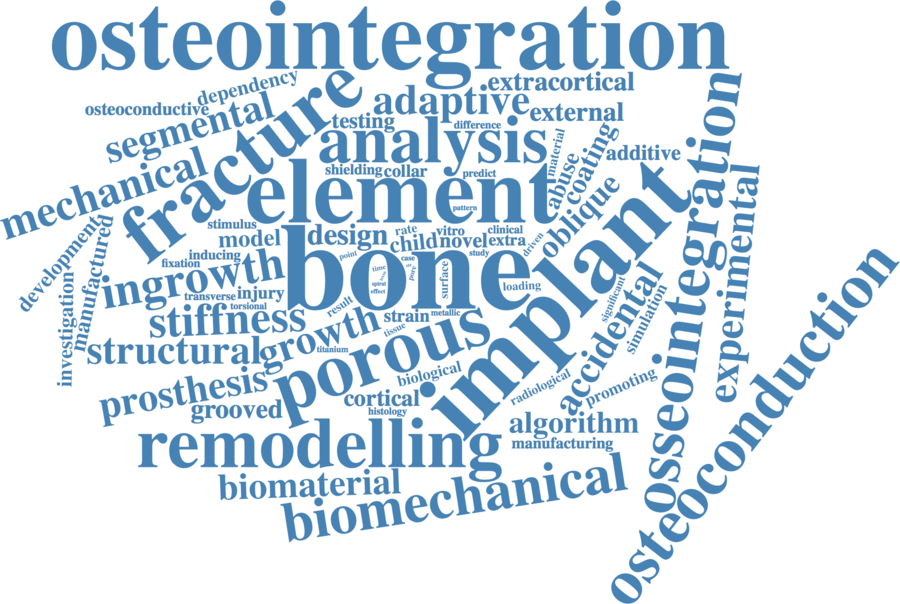 osteointegration
dependency
extracortical
osteoconductive
fracture
adaptive
external
segmental
testing
difference
analysis
material
abuse
coating
additive
mechanical
shielding
collar
predict
element
pattern
oblique
implant
osseointegration
experimental
development
manufactured
stimulus
model
design
rate
vitro
clinical
child
novel
extra
driven
inducing
fixation
point
case
study
bone
time
spiral
effect
pore
surface
loading
ingrowth
transverse
injury
torsional
result
strain
metallic
tissue
significant
simulation
investigation
stiffness
structural
growth
titanium
porous
biological
accidental
radiological
promoting
prosthesis
grooved
cortical
histology
algorithm
manufacturing
remodelling
biomaterial
biomechanical
osteoconduction